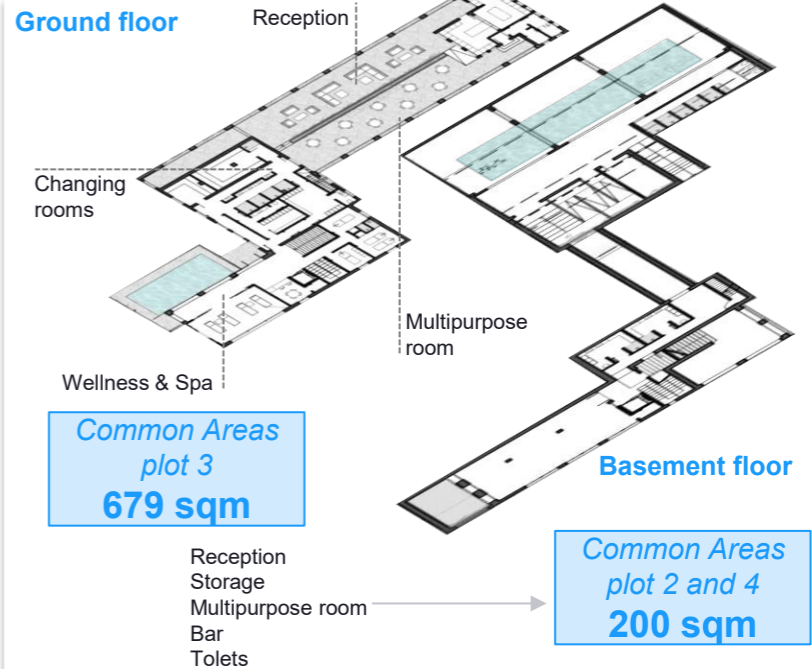 Ground floor
Reception
Changing
rooms
Multipurpose
room
Wellness & Spa
Common Areas
plot 3
679 sqm
Basement floor
Reception
Storage
Multipurpose room
Bar
Tolets
Common Areas
plot 2 and 4
200 sqm